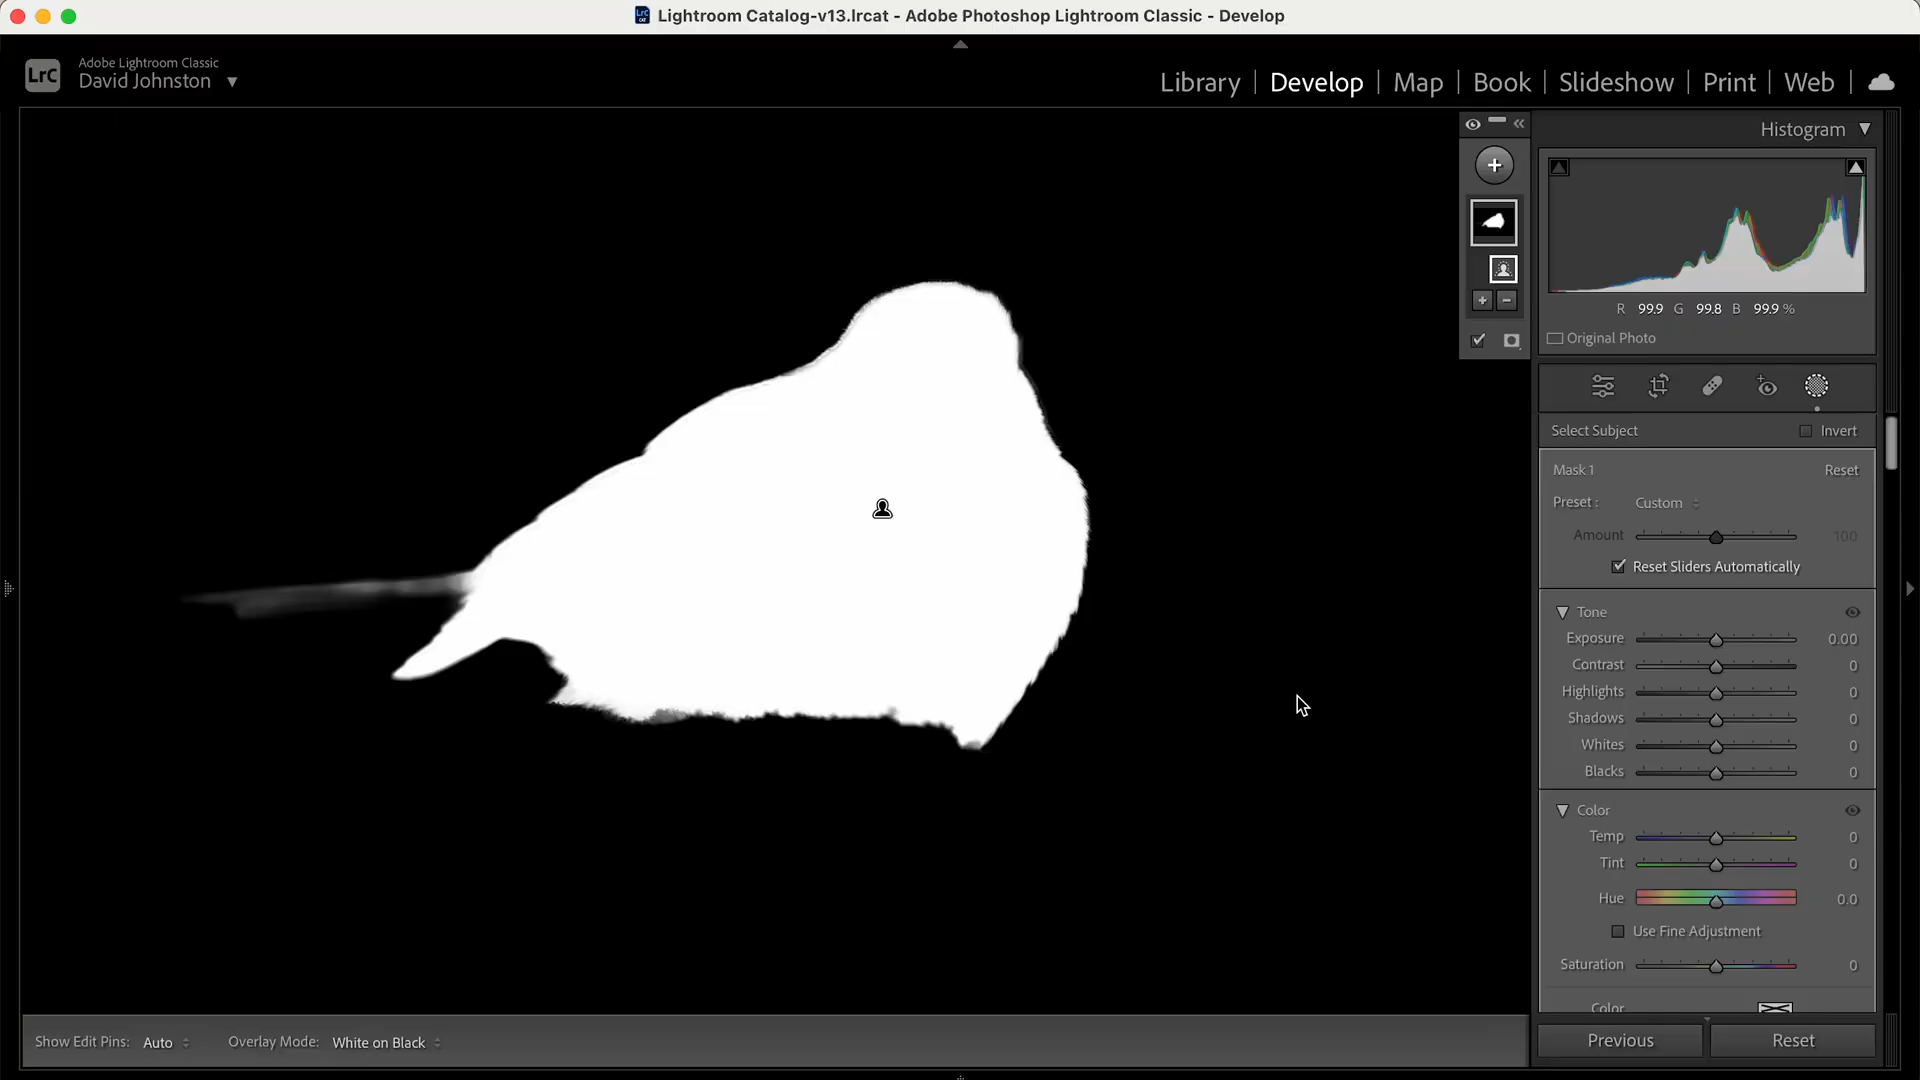 Lightroom Catalog-v13.lrcat - Adobe Photoshop Lightroom Classic - Develop
LrC
Adobe Lightroom Classic
David Johnston
Library | Develop | Map | Book | Slideshow | Print | Web
Histogram
R 99.9 G 99.8 B 99.9 %
Original Photo
Select Subject
Invert
Mask 1
Reset
Preset :
Custom
Amount
100
Reset Sliders Automatically
Tone
Exposure
0.00
Contrast
0
Highlights
0
Shadows
0
Whites
0
Blacks
0
Color
Temp
0
Tint
0
Hue
0.0
Use Fine Adjustment
Saturation
0
Color
Show Edit Pins: Auto
Overlay Mode: White on Black
Previous
Reset